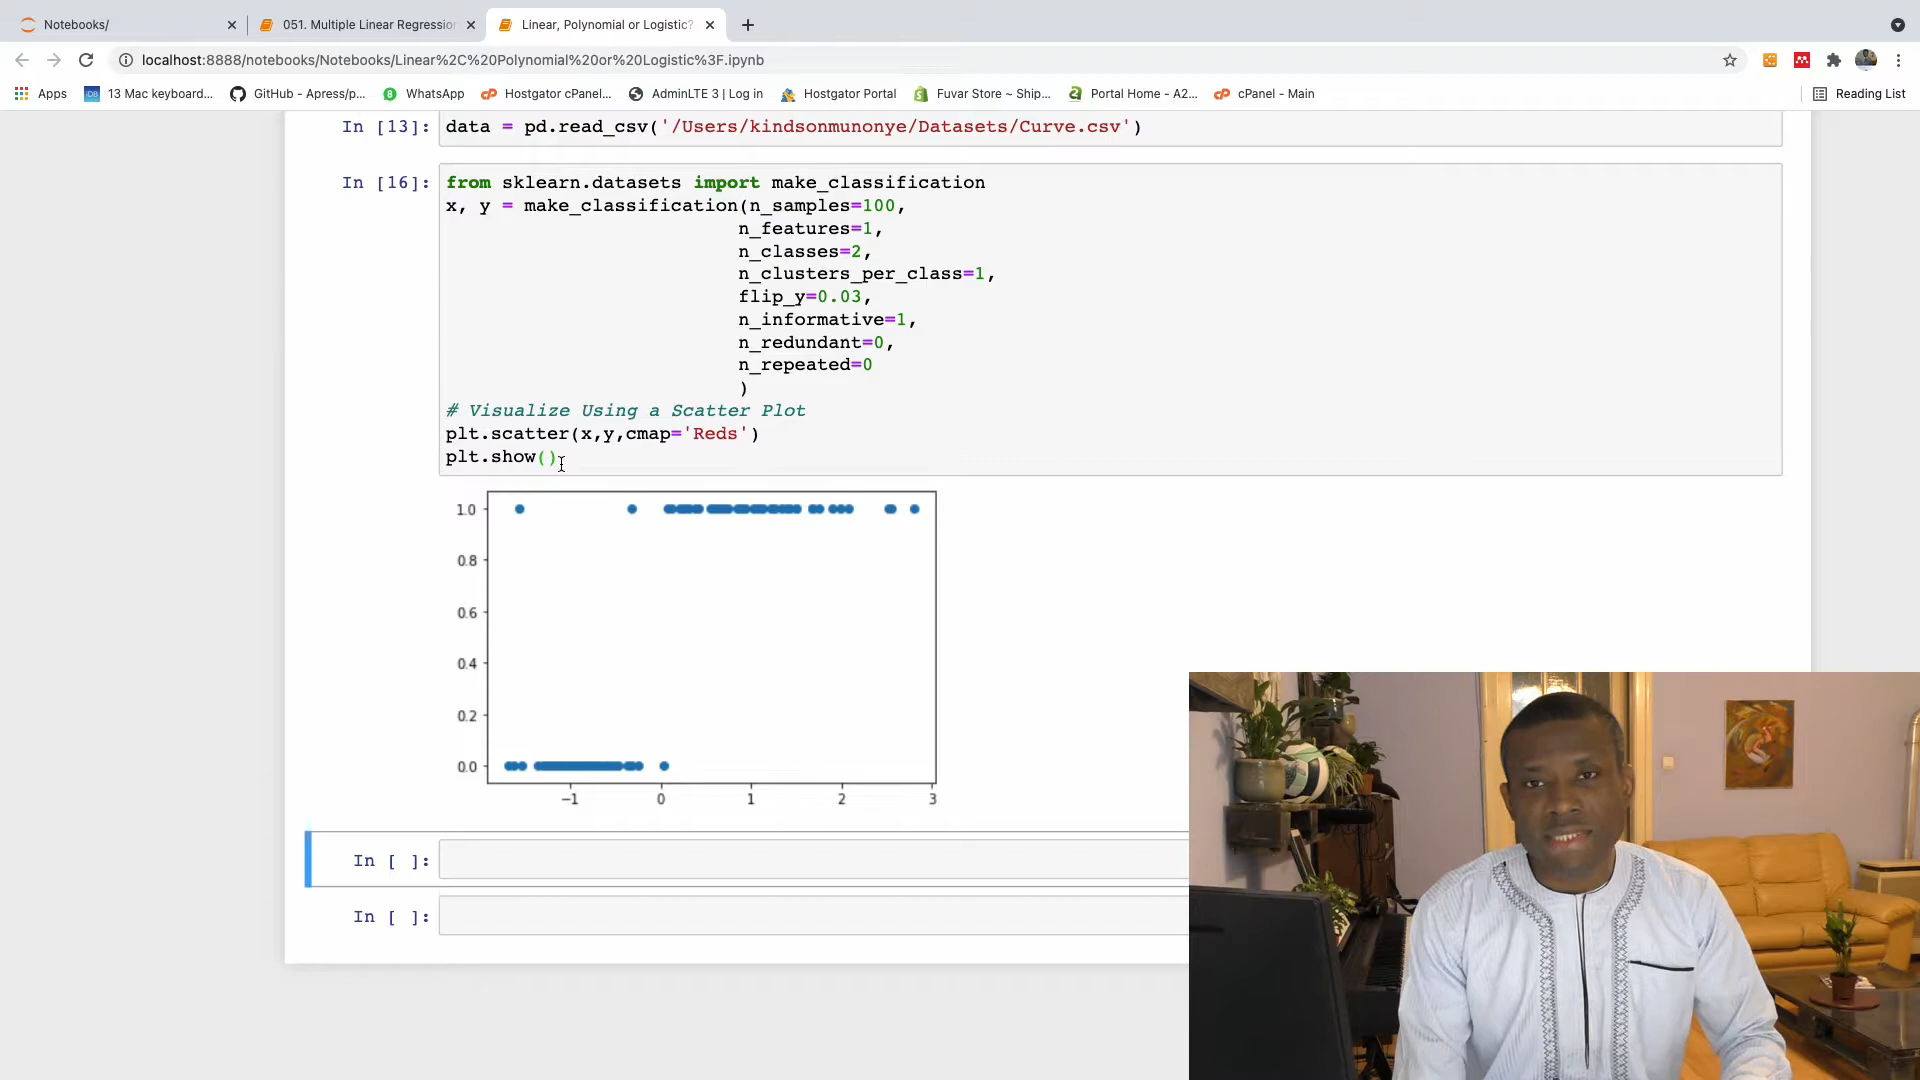 Notebooks/
051. Multiple Linear Regression
Linear, Polynomial or Logistic?
localhost:8888/notebooks/Notebooks/Linear%2C%20Polynomial%20or%20Logistic%3F.ipynb
Apps
13 Mac keyboard...
GitHub - Apress/p...
WhatsApp
Hostgator cPanel...
AdminLTE 3 | Log in
Hostgator Portal
Fuvar Store ~ Ship...
Portal Home - A2...
cPanel - Main
Reading List
In [13]: data = pd.read_csv('/Users/kindsonmunonye/Datasets/Curve.csv')
In [16]: from sklearn.datasets import make_classification
x, y = make_classification(n_samples=100,
n_features=1,
n_classes=2,
n_clusters_per_class=1,
flip_y=0.03,
n_informative=1,
n_redundant=0,
n_repeated=0
)
# Visualize Using a Scatter Plot
plt.scatter(x,y,cmap='Reds')
plt.show()
1.0
0.8
0.6
0.4
0.2
0.0
−1 0 1 2 3
In [ ]:
In [ ]: